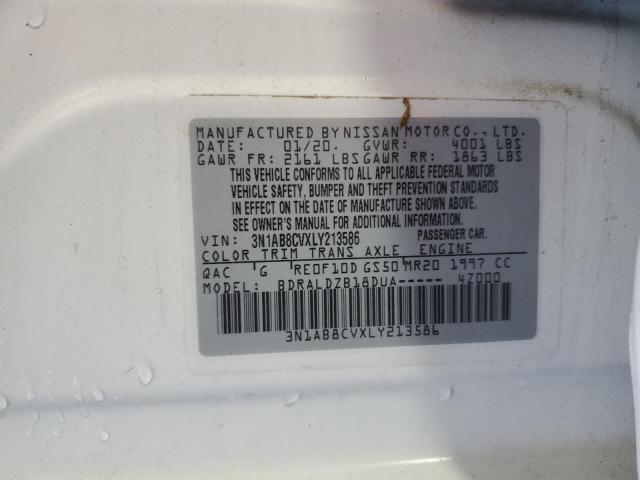 MANUFACTURED BY NISSAN MOTOR CO., LTD.
DATE: 01/20. GVWR: 4001 LBS
GAWR FR: 2161 LBS GAWR RR: 1863 LBS
THIS VEHICLE CONFORMS TO ALL APPLICABLE FEDERAL MOTOR
VEHICLE SAFETY, BUMPER AND THEFT PREVENTION STANDARDS
IN EFFECT ON THE DATE OF MANUFACTURE SHOWN ABOVE.
SEE OWNER'S MANUAL FOR ADDITIONAL INFORMATION.
VIN: 3N1AB8CVXLY213586 PASSENGER CAR.
COLOR TRIM TRANS AXLE ENGINE
QAC G RE0F10D GS50 MR20 1997 CC
MODEL: BDRALDZB18DUA----- 4Z000
3N1AB8CVXLY213586